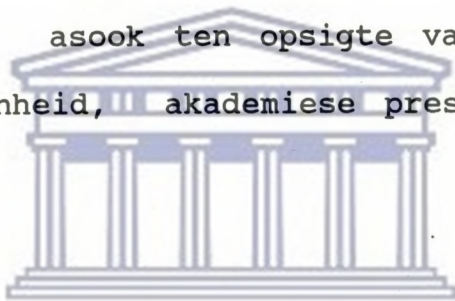 asook ten opsigte va
nheid, akademiese pres